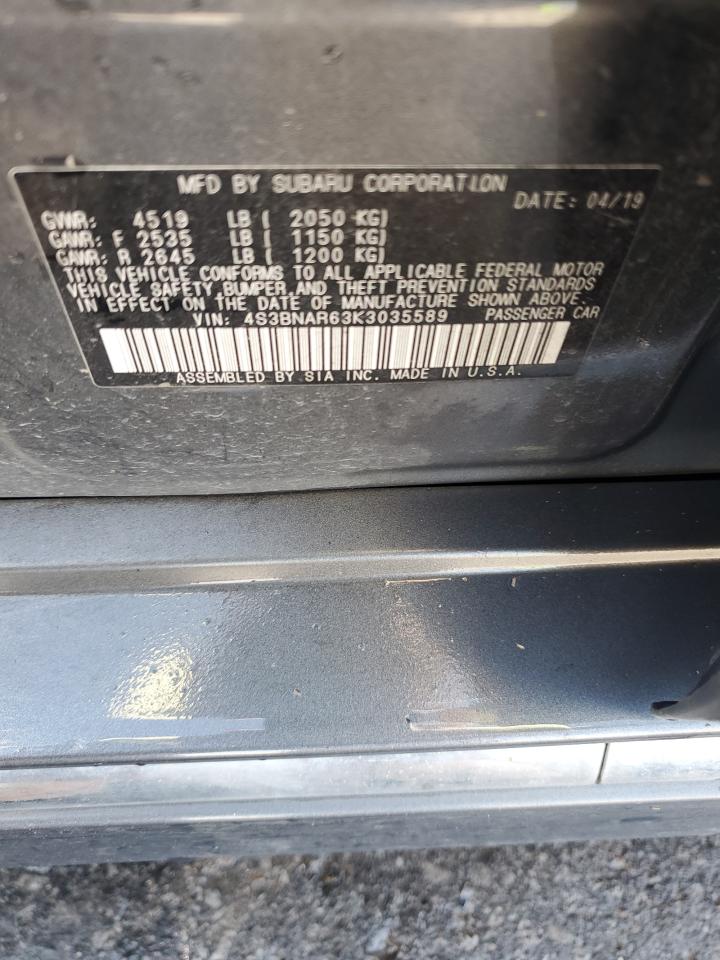 MFD BY SUBARU CORPORATION
DATE: 04/19
GVWR: 4519 LB ( 2050 KG)
GAWR: F 2535 LB ( 1150 KG)
GAWR: R 2645 LB ( 1200 KG)
THIS VEHICLE CONFORMS TO ALL APPLICABLE FEDERAL MOTOR
VEHICLE SAFETY, BUMPER, AND THEFT PREVENTION STANDARDS
IN EFFECT ON THE DATE OF MANUFACTURE SHOWN ABOVE.
VIN: 4S3BNAR63K3035589 PASSENGER CAR
ASSEMBLED BY SIA INC. MADE IN U.S.A.